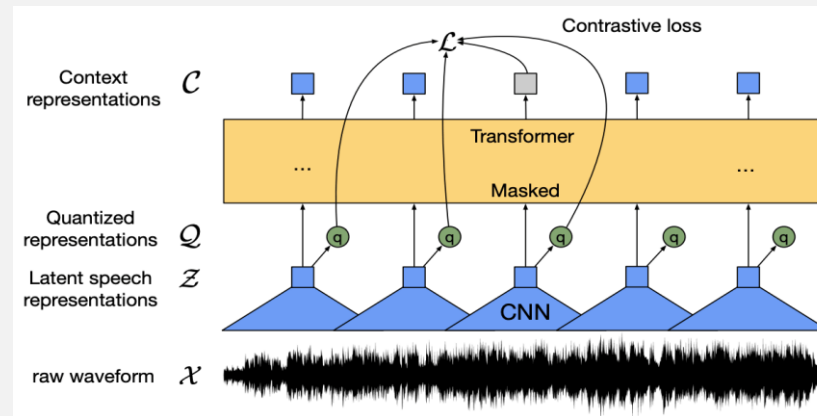 Contrastive loss
ℒ
Context
representations
𝒞
Transformer
...
...
Masked
Quantized
representations
𝒬
q
q
q
q
q
Latent speech
representations
𝒵
CNN
raw waveform
𝒳